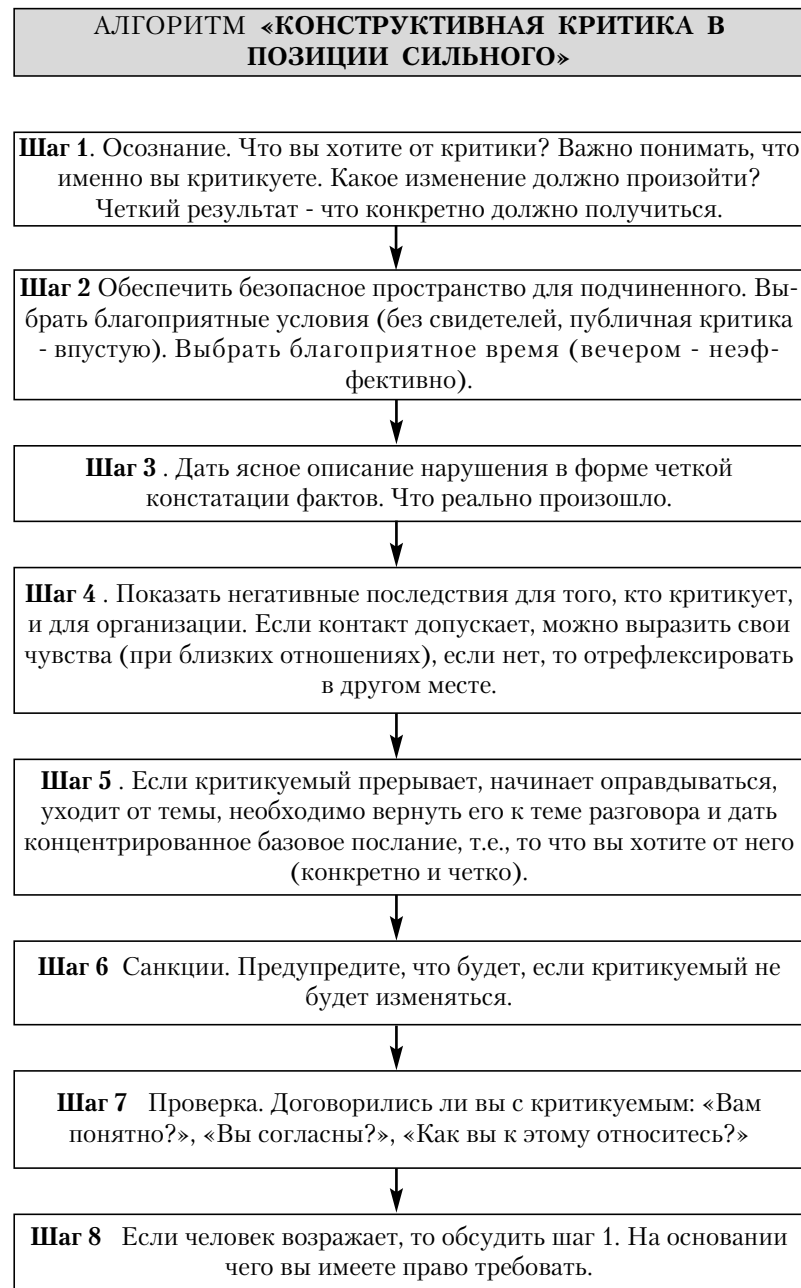 АЛГОРИТМ «КОНСТРУКТИВНАЯ КРИТИКА В
ПОЗИЦИИ СИЛЬНОГО»
Шаг 1. Осознание. Что вы хотите от критики? Важно понимать, что
именно вы критикуете. Какое изменение должно произойти?
Четкий результат - что конкретно должно получиться.
Шаг 2 Обеспечить безопасное пространство для подчиненного. Вы-
брать благоприятные условия (без свидетелей, публичная критика
- впустую). Выбрать благоприятное время (вечером - неэф-
фективно).
Шаг 3 . Дать ясное описание нарушения в форме четкой
констатации фактов. Что реально произошло.
Шаг 4 . Показать негативные последствия для того, кто критикует,
и для организации. Если контакт допускает, можно выразить свои
чувства (при близких отношениях), если нет, то отрефлексировать
в другом месте.
Шаг 5 . Если критикуемый прерывает, начинает оправдываться,
уходит от темы, необходимо вернуть его к теме разговора и дать
концентрированное базовое послание, т.е., то что вы хотите от него
(конкретно и четко).
Шаг 6 Санкции. Предупредите, что будет, если критикуемый не
будет изменяться.
Шаг 7 Проверка. Договорились ли вы с критикуемым: «Вам
понятно?», «Вы согласны?», «Как вы к этому относитесь?»
Шаг 8 Если человек возражает, то обсудить шаг 1. На основании
чего вы имеете право требовать.